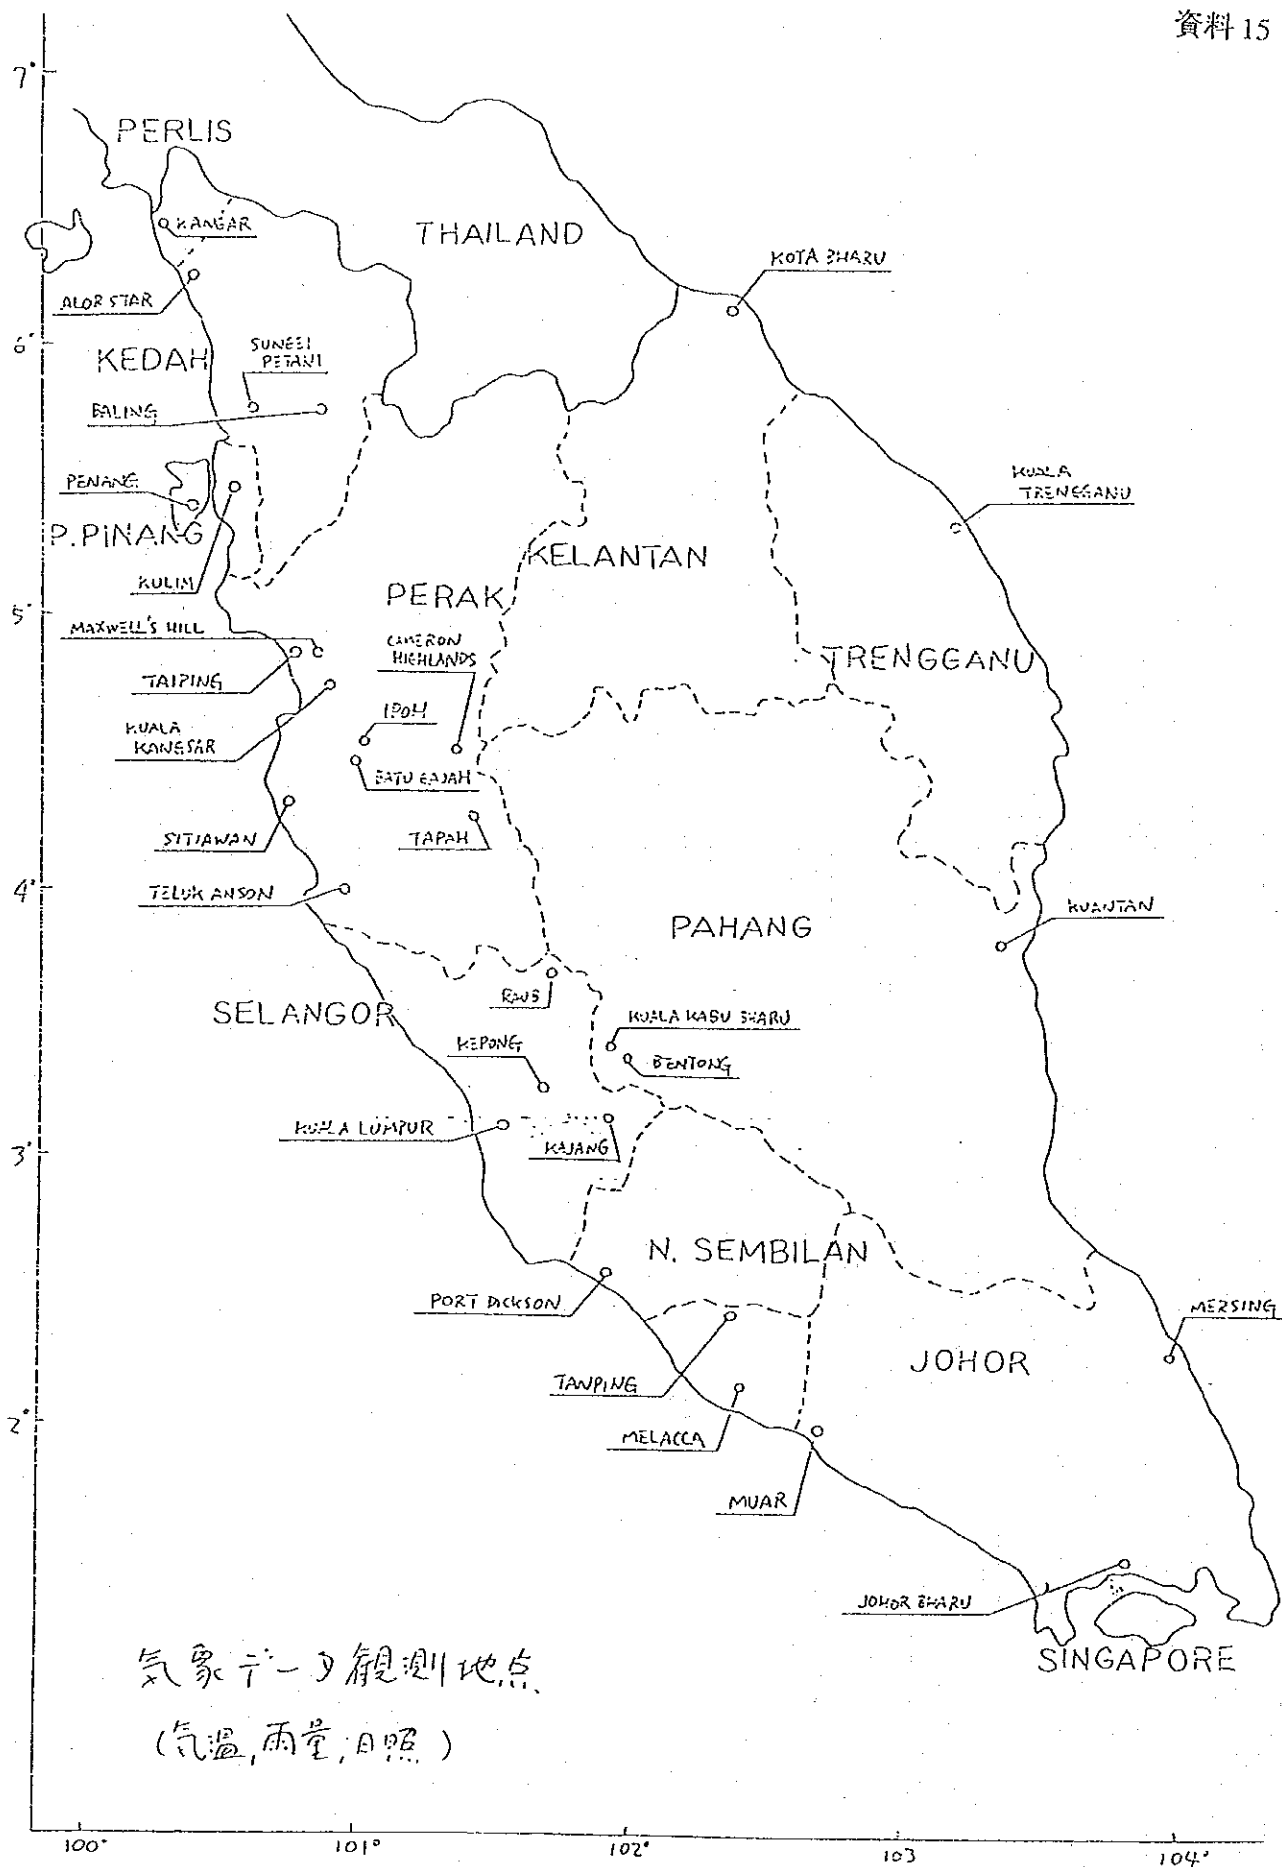 資料 15
7°
PERLIS
KANGAR
THAILAND
KOTA BHARU
ALOR STAR
6°
KEDAH
SUNGEI
PETANI
BALING
PENANG
KUALA
TRENGGANU
P.PINANG
KELANTAN
KULIM
PERAK
5°
MAXWELL'S HILL
CAMERON
HIGHLANDS
TRENGGANU
TAIPING
IPOH
KUALA
KANGSAR
BATU GAJAH
SITIAWAN
TAPAH
4°
TELUK ANSON
KUANTAN
PAHANG
RAUB
SELANGOR
KUALA KABU BHARU
KEPONG
BENTONG
KUALA LUMPUR
KAJANG
3°
N. SEMBILAN
PORT DICKSON
MERSING
JOHOR
TANPING
2°
MELACCA
MUAR
JOHOR BHARU
SINGAPORE
気象データ観測地点
(気温,雨量,日照)
100°
101°
102°
103
104°